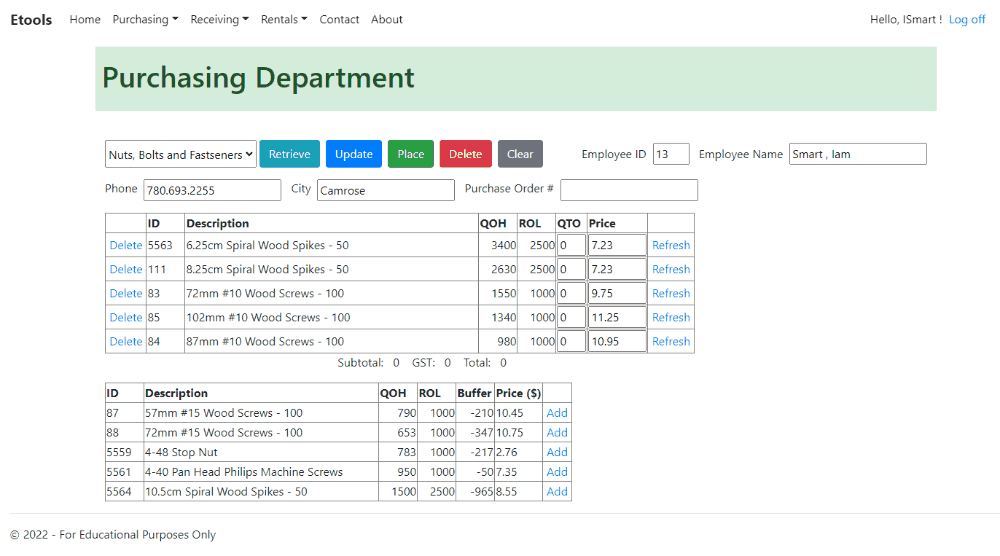 Etools Home Purchasing Receiving Rentals Contact About Hello, ISmart ! Log off
Purchasing Department
Nuts, Bolts and Fastseners Retrieve Update Place Delete Clear Employee ID 13 Employee Name Smart , Iam
Phone 780.693.2255 City Camrose Purchase Order #
ID Description QOH ROL QTO Price
Delete 5563 6.25cm Spiral Wood Spikes - 50 3400 2500 0 7.23 Refresh
Delete 111 8.25cm Spiral Wood Spikes - 50 2630 2500 0 7.23 Refresh
Delete 83 72mm #10 Wood Screws - 100 1550 1000 0 9.75 Refresh
Delete 85 102mm #10 Wood Screws - 100 1340 1000 0 11.25 Refresh
Delete 84 87mm #10 Wood Screws - 100 980 1000 0 10.95 Refresh
Subtotal: 0 GST: 0 Total: 0
ID Description QOH ROL Buffer Price ($)
87 57mm #15 Wood Screws - 100 790 1000 -210 10.45 Add
88 72mm #15 Wood Screws - 100 653 1000 -347 10.75 Add
5559 4-48 Stop Nut 783 1000 -217 2.76 Add
5561 4-40 Pan Head Philips Machine Screws 950 1000 -50 7.35 Add
5564 10.5cm Spiral Wood Spikes - 50 1500 2500 -965 8.55 Add
© 2022 - For Educational Purposes Only